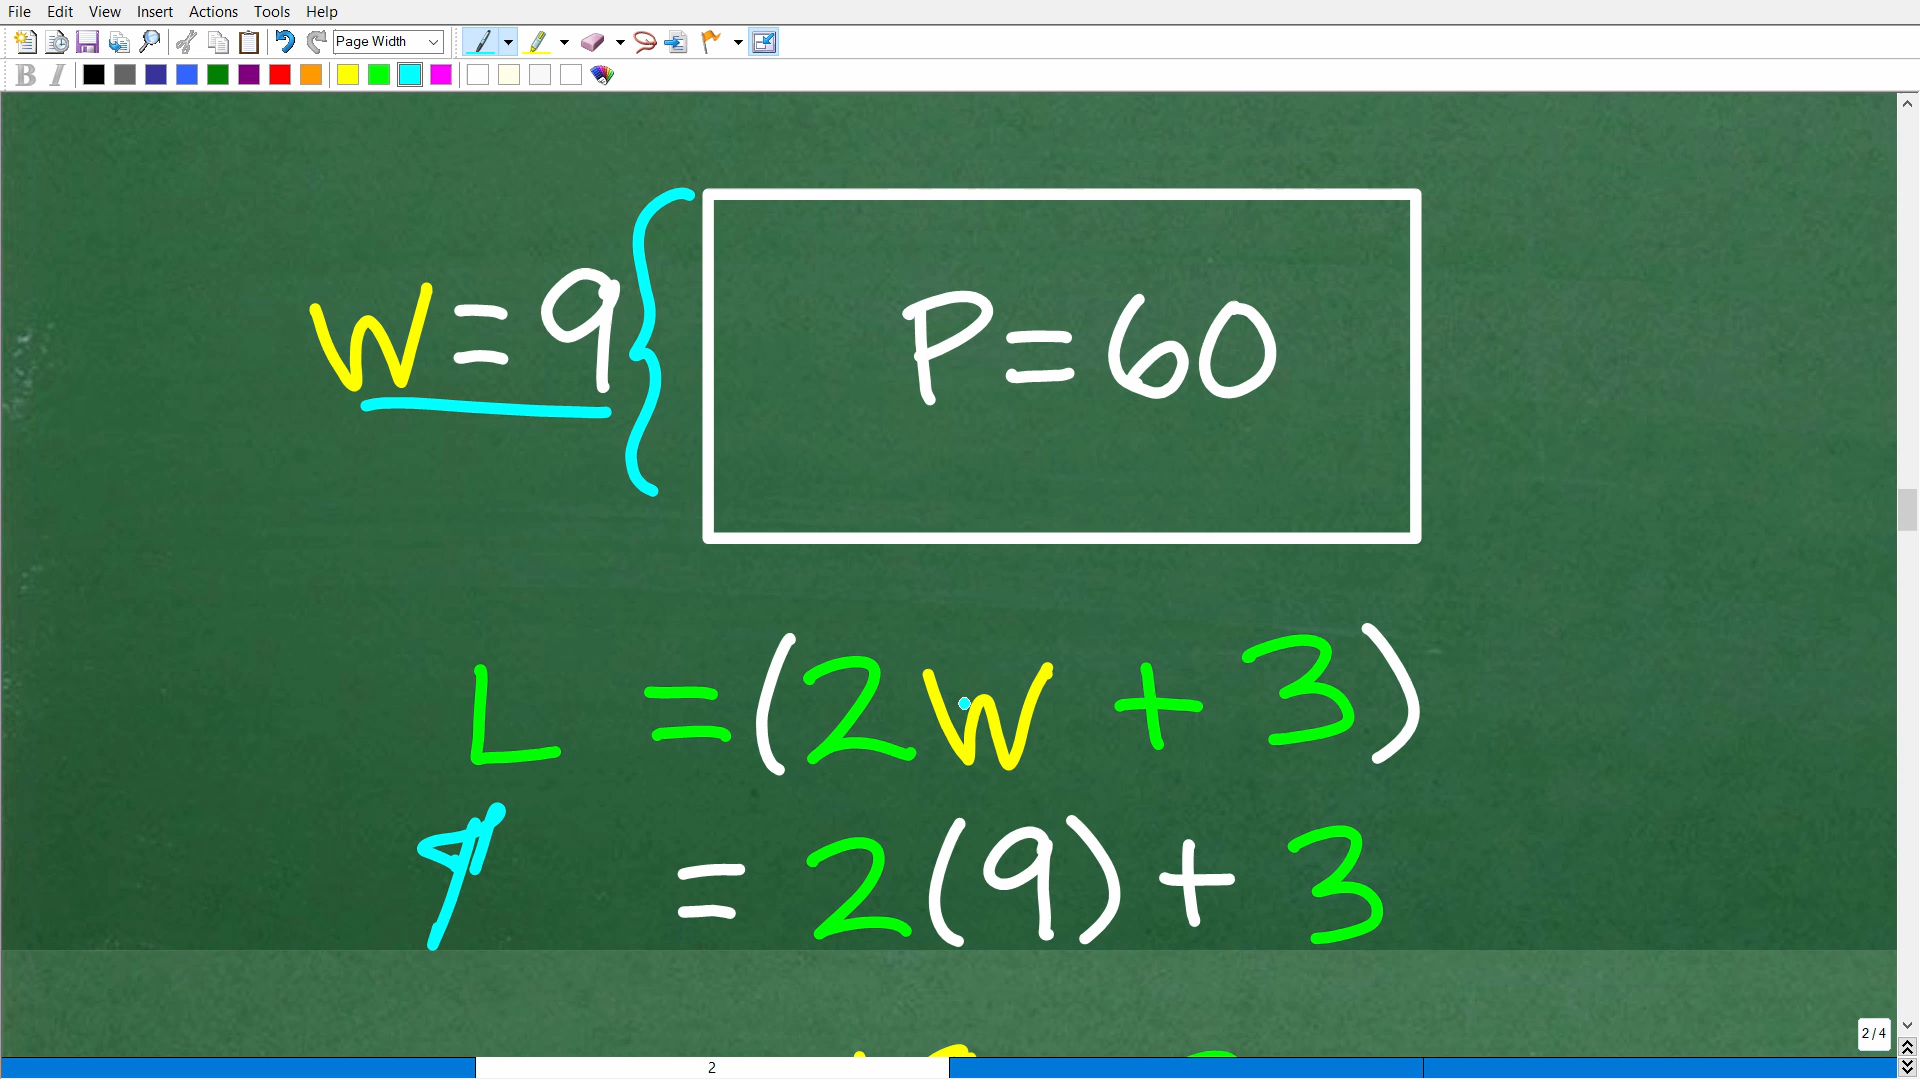 File Edit View Insert Actions Tools Help
Page Width
B I
W = 9
P = 60
L = (2W + 3)
= 2(9) + 3
2 / 4
2